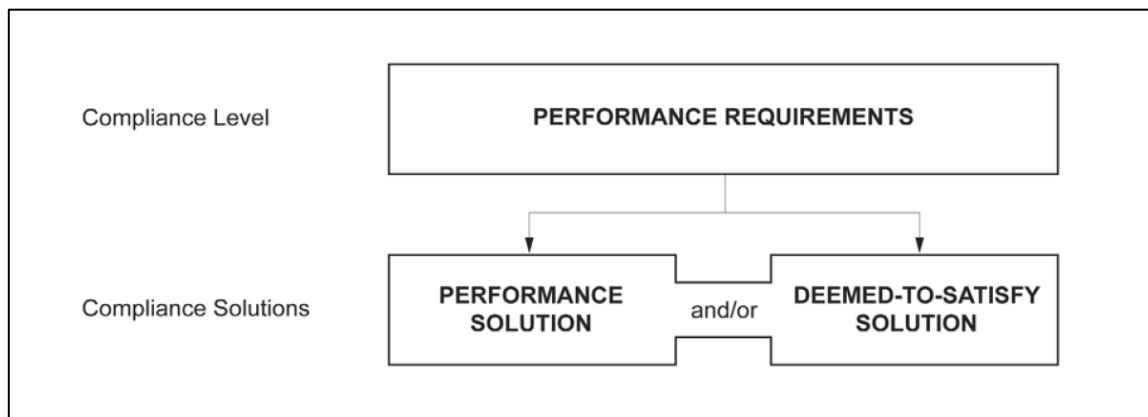 Compliance Level
PERFORMANCE REQUIREMENTS
Compliance Solutions
PERFORMANCE
SOLUTION
and/or
DEEMED-TO-SATISFY
SOLUTION